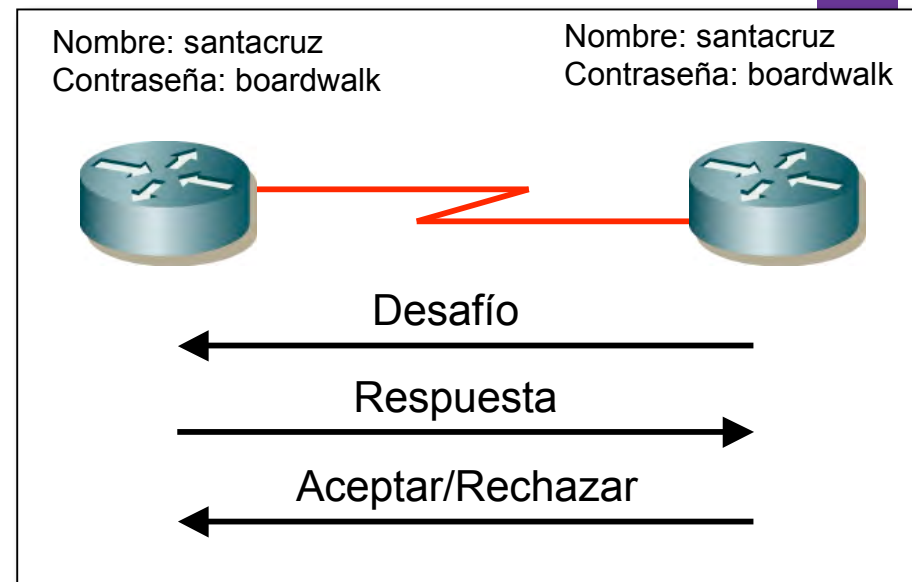 Nombre: santacruz
Contraseña: boardwalk
Nombre: santacruz
Contraseña: boardwalk
Desafío
Respuesta
Aceptar/Rechazar